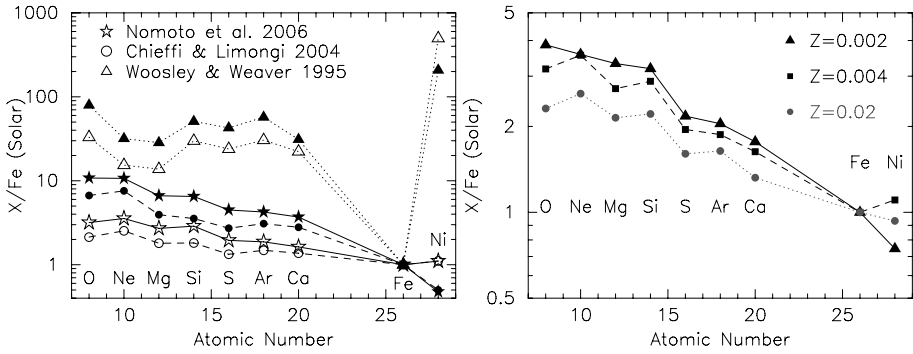 1000
100
10
1
X/Fe (Solar)
Nomoto et al. 2006
Chieffi & Limongi 2004
Woosley & Weaver 1995
O Ne Mg Si S Ar Ca Fe Ni
10 15 20 25
Atomic Number
5
2
1
0.5
X/Fe (Solar)
Z=0.002
Z=0.004
Z=0.02
O Ne Mg Si S Ar Ca Fe Ni
10 15 20 25
Atomic Number